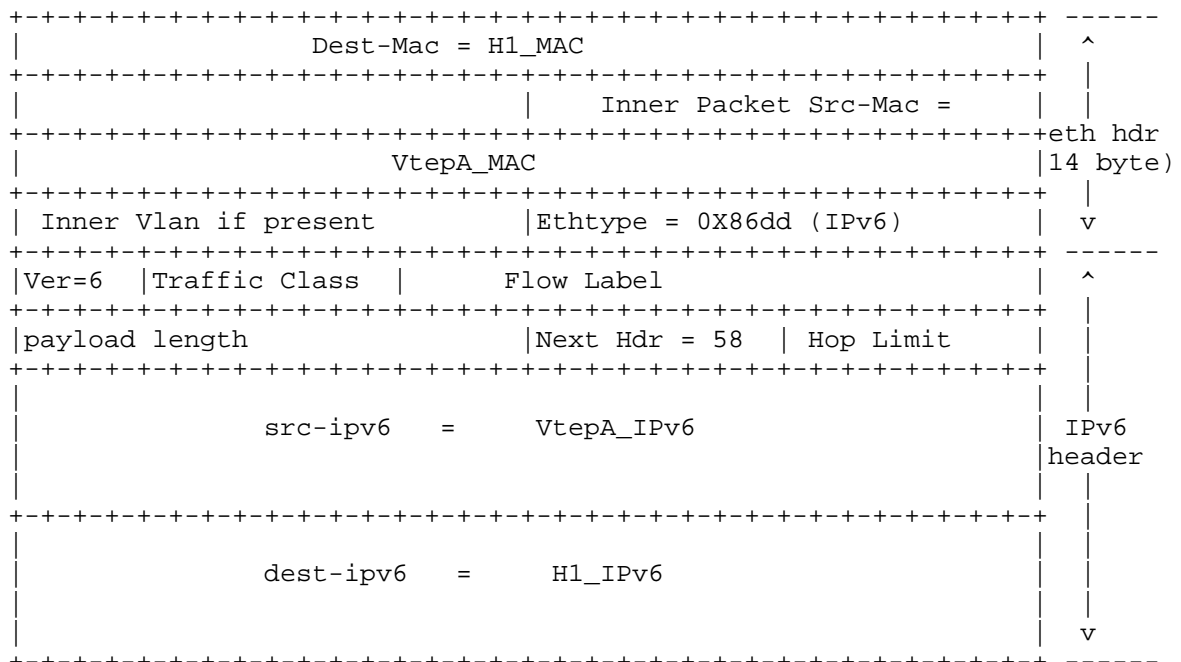 +-+-+-+-+-+-+-+-+-+-+-+-+-+-+-+-+-+-+-+-+-+-+-+-+-+-+-+-+-+-+-+-+ ------
|                  Dest-Mac = H1_MAC                            |  ^
+-+-+-+-+-+-+-+-+-+-+-+-+-+-+-+-+-+-+-+-+-+-+-+-+-+-+-+-+-+-+-+-+  |
|                               |    Inner Packet Src-Mac =     |  |
+-+-+-+-+-+-+-+-+-+-+-+-+-+-+-+-+-+-+-+-+-+-+-+-+-+-+-+-+-+-+-+-+eth hdr
|                       VtepA_MAC                               |14 byte)
+-+-+-+-+-+-+-+-+-+-+-+-+-+-+-+-+-+-+-+-+-+-+-+-+-+-+-+-+-+-+-+-+  |
| Inner Vlan if present         |Ethtype = 0X86dd (IPv6)        |  v
+-+-+-+-+-+-+-+-+-+-+-+-+-+-+-+-+-+-+-+-+-+-+-+-+-+-+-+-+-+-+-+-+ ------
|Ver=6  |Traffic Class  |      Flow Label                       |  ^
+-+-+-+-+-+-+-+-+-+-+-+-+-+-+-+-+-+-+-+-+-+-+-+-+-+-+-+-+-+-+-+-+  |
|payload length                 |Next Hdr = 58  | Hop Limit     |  |
+-+-+-+-+-+-+-+-+-+-+-+-+-+-+-+-+-+-+-+-+-+-+-+-+-+-+-+-+-+-+-+-+  |
|                                                               |  |
|               src-ipv6   =     VtepA_IPv6                     | IPv6
|                                                               |header
|                                                               |  |
+-+-+-+-+-+-+-+-+-+-+-+-+-+-+-+-+-+-+-+-+-+-+-+-+-+-+-+-+-+-+-+-+  |
|                                                               |  |
|               dest-ipv6   =     H1_IPv6                       |  |
|                                                               |  |
|                                                               |  v
+-+-+-+-+-+-+-+-+-+-+-+-+-+-+-+-+-+-+-+-+-+-+-+-+-+-+-+-+-+-+-+-+ ------